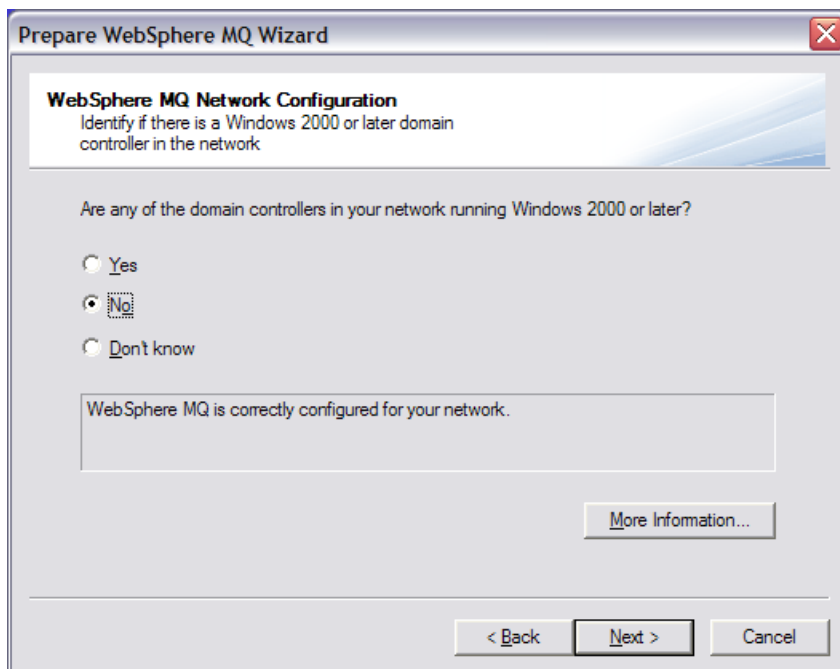 Prepare WebSphere MQ Wizard
WebSphere MQ Network Configuration
Identify if there is a Windows 2000 or later domain
controller in the network
Are any of the domain controllers in your network running Windows 2000 or later?
Yes
No
Don't know
WebSphere MQ is correctly configured for your network.
More Information...
< Back Next > Cancel